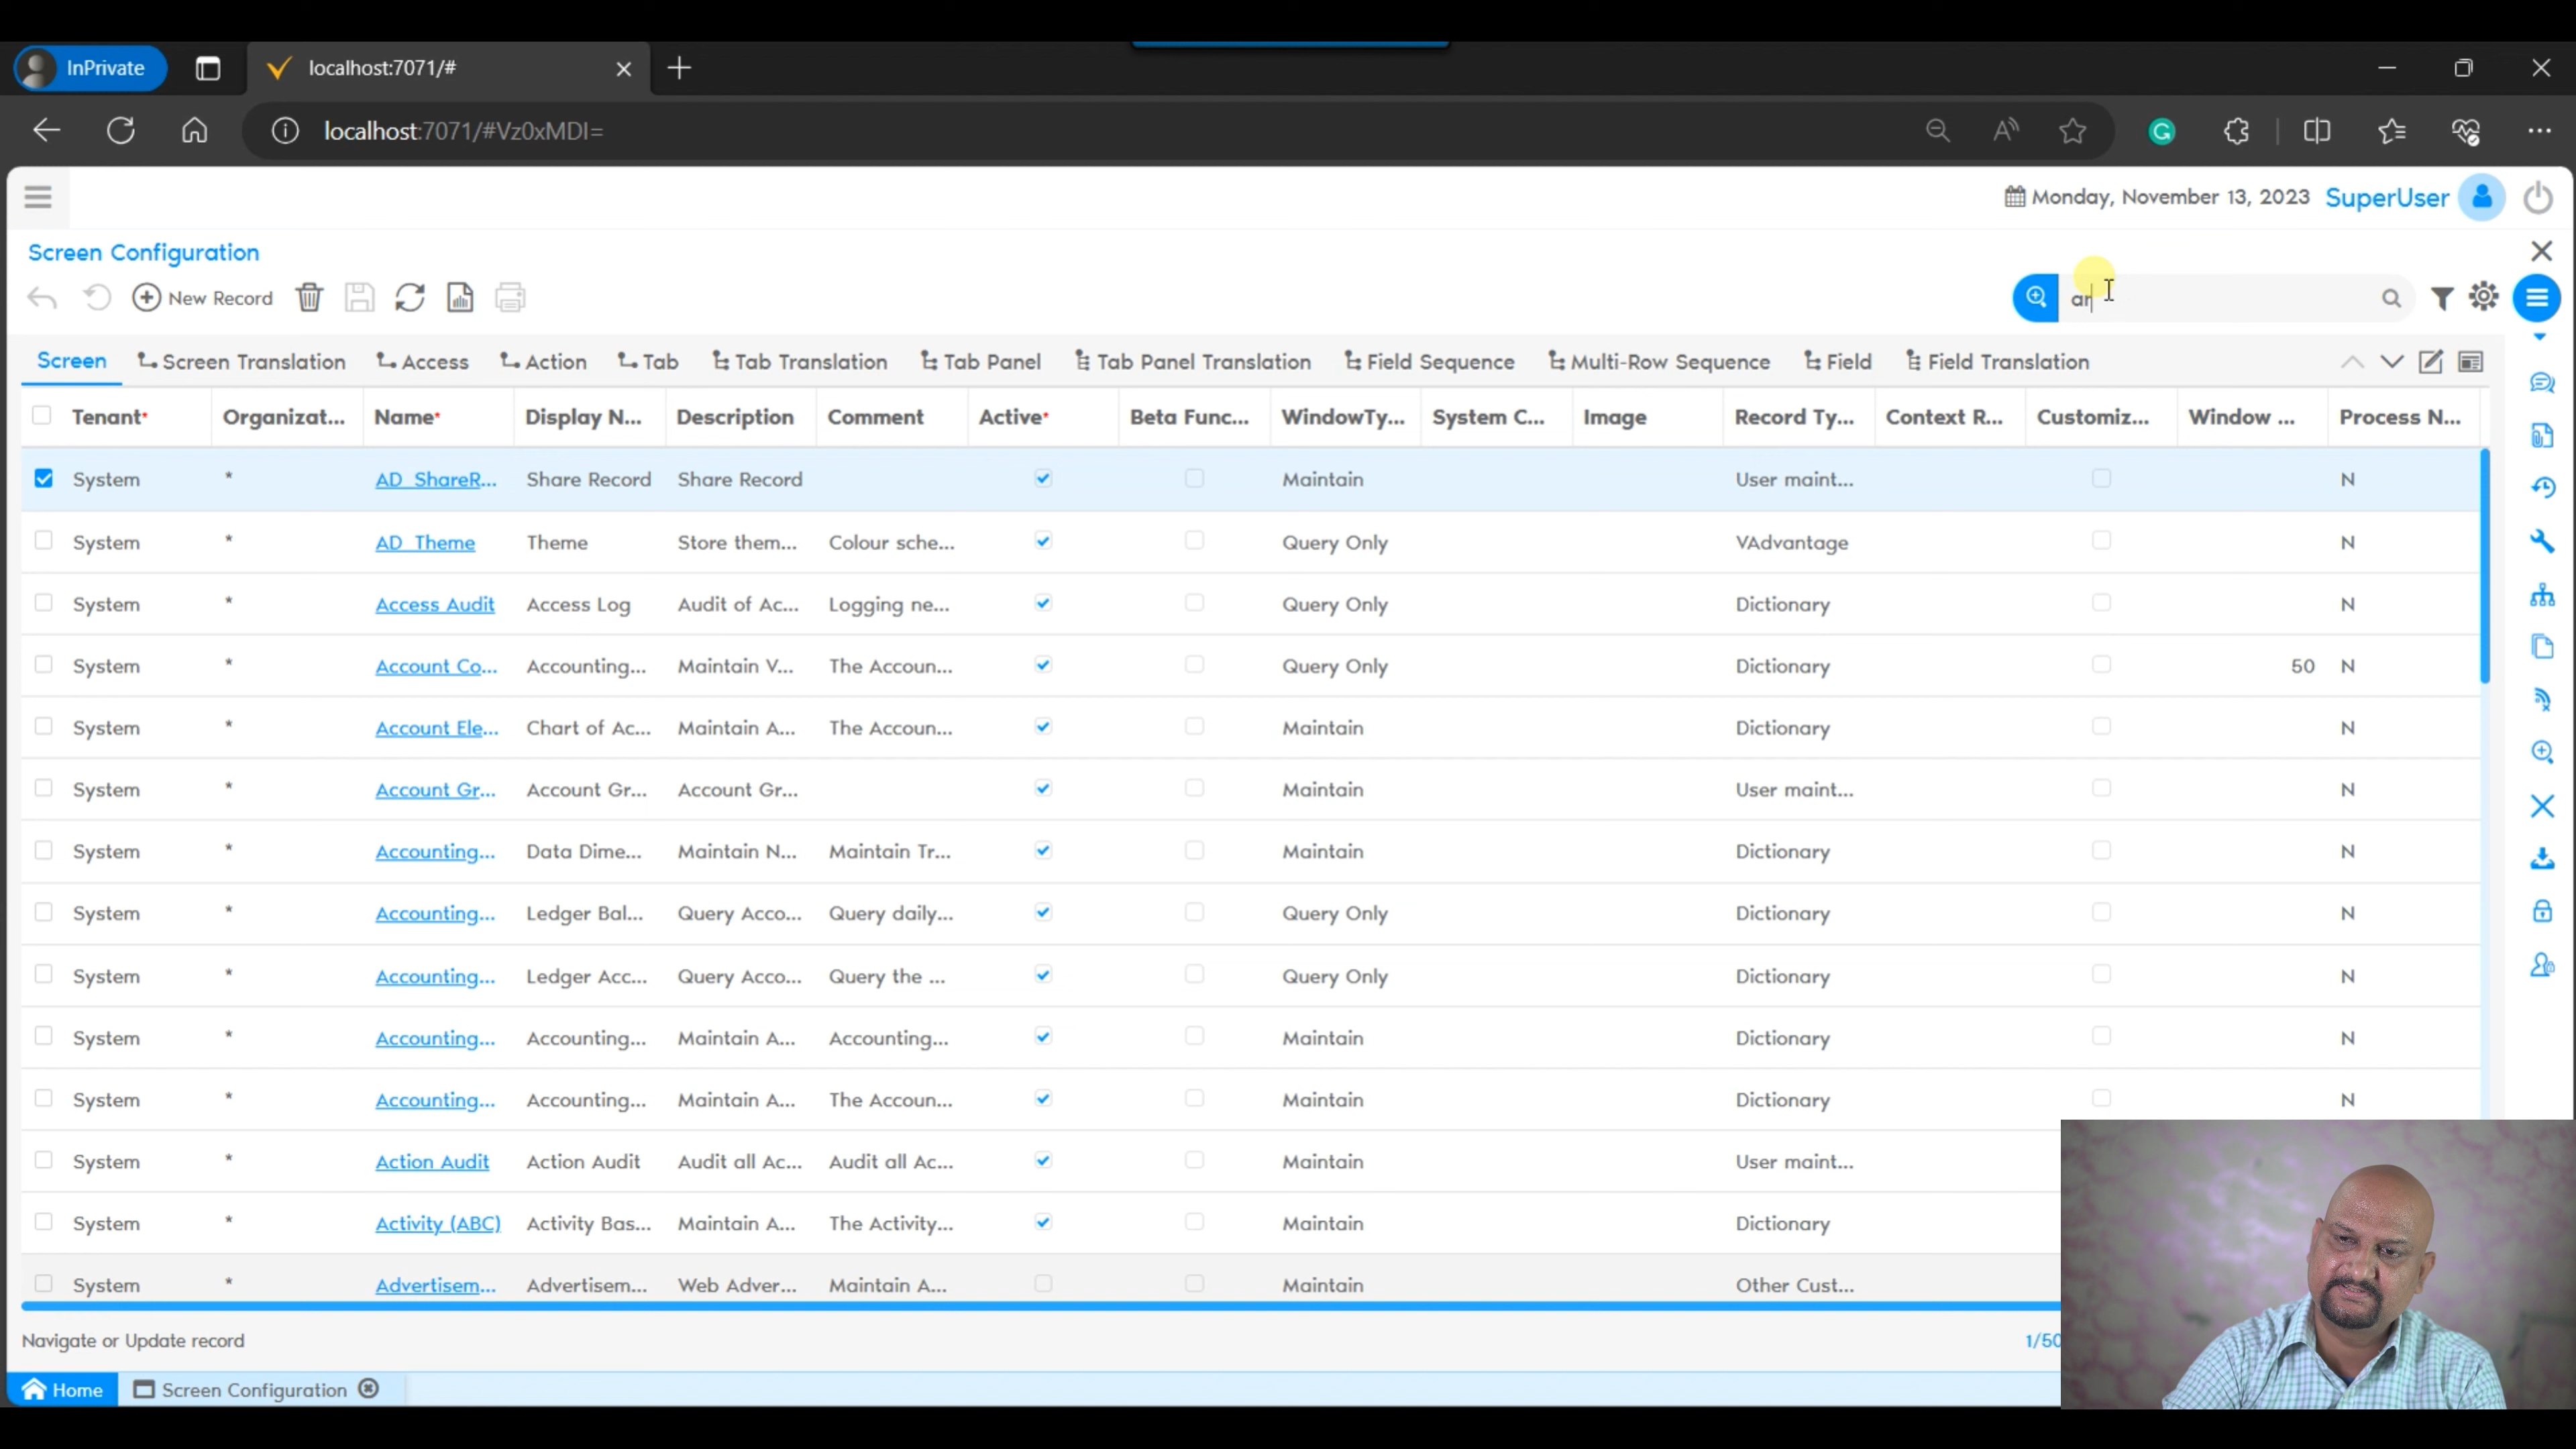 InPrivate localhost:7071/#
localhost:7071/#Vz0xMDI=
Monday, November 13, 2023 SuperUser
Screen Configuration
New Record ar
Screen Screen Translation Access Action Tab Tab Translation Tab Panel Tab Panel Translation Field Sequence Multi-Row Sequence Field Field Translation
Tenant* Organizat... Name* Display N... Description Comment Active* Beta Func... WindowTy... System C... Image Record Ty... Context R... Customiz... Window ... Process N...
System * AD_ShareR... Share Record Share Record Maintain User maint... N
System * AD_Theme Theme Store them... Colour sche... Query Only VAdvantage N
System * Access Audit Access Log Audit of Ac... Logging ne... Query Only Dictionary N
System * Account Co... Accounting... Maintain V... The Accoun... Query Only Dictionary 50 N
System * Account Ele... Chart of Ac... Maintain A... The Accoun... Maintain Dictionary N
System * Account Gr... Account Gr... Account Gr... Maintain User maint... N
System * Accounting... Data Dime... Maintain N... Maintain Tr... Maintain Dictionary N
System * Accounting... Ledger Bal... Query Acco... Query daily... Query Only Dictionary N
System * Accounting... Ledger Acc... Query Acco... Query the ... Query Only Dictionary N
System * Accounting... Accounting... Maintain A... Accounting... Maintain Dictionary N
System * Accounting... Accounting... Maintain A... The Accoun... Maintain Dictionary N
System * Action Audit Action Audit Audit all Ac... Audit all Ac... Maintain User maint...
System * Activity (ABC) Activity Bas... Maintain A... The Activity... Maintain Dictionary
System * Advertisem... Advertisem... Web Adver... Maintain A... Maintain Other Cust...
Navigate or Update record 1/50
Home Screen Configuration